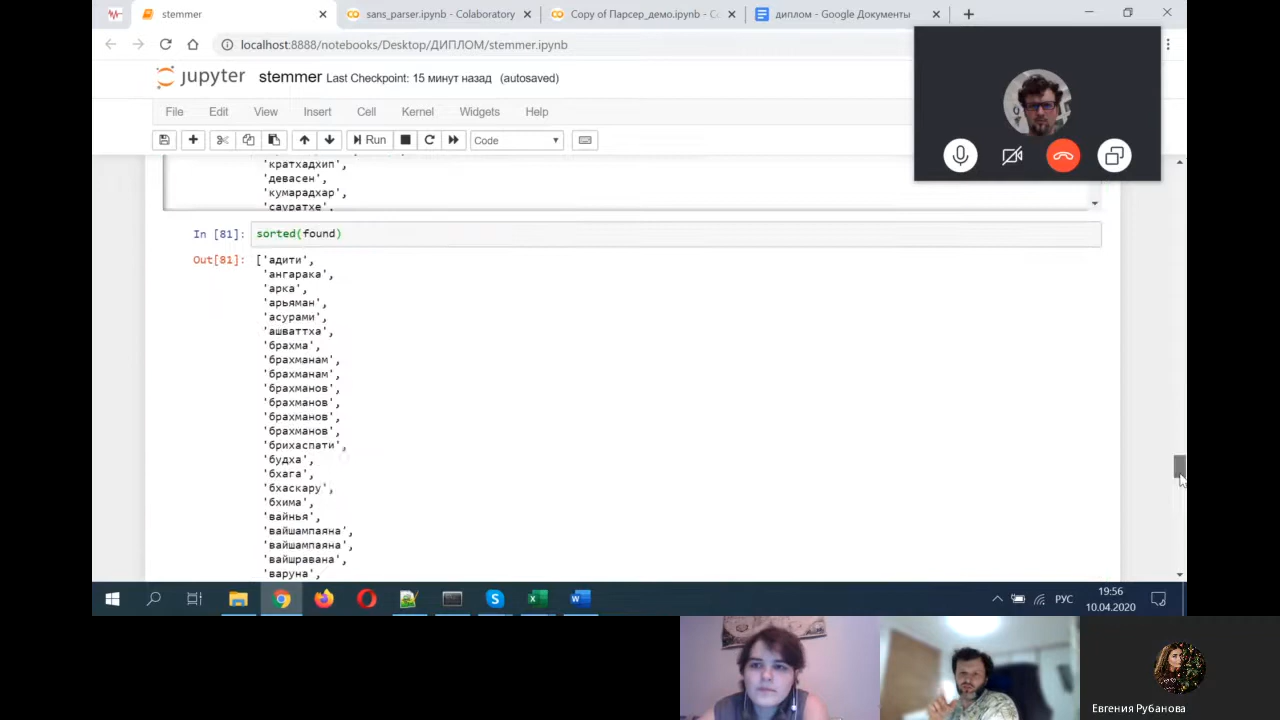 stemmer
sans_parser.ipynb - Colaboratory
Copy of Парсер_демо.ipynb - Co
диплом - Google Документы
localhost:8888/notebooks/Desktop/ДИПЛОМ/stemmer.ipynb
jupyter stemmer Last Checkpoint: 15 минут назад (autosaved)
File Edit View Insert Cell Kernel Widgets Help
Run Code
'кратхадхип',
'девасен',
'кумарадхар',
'сауратхе',
In [81]: sorted(found)
Out[81]: ['адити',
'ангарака',
'арка',
'арьяман',
'асурами',
'ашваттха',
'брахма',
'брахманам',
'брахманам',
'брахманов',
'брахманов',
'брахманов',
'брахманов',
'брихаспати',
'будха',
'бхага',
'бхаскару',
'бхима',
'вайнья',
'вайшампаяна',
'вайшампаяна',
'вайшравана',
'варуна',
РУС
19:56
10.04.2020
Евгения Рубанова